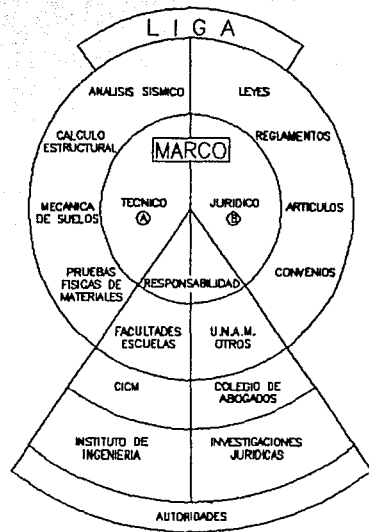 LIGA
ANALISIS SISMICO
LEYES
CALCULO
ESTRUCTURAL
REGLAMENTOS
MARCO
MECANICA
DE SUELOS
TECNICO
JURIDICO
ARTICULOS
A
B
PRUEBAS
FISICAS DE
MATERIALES
CONVENIOS
RESPONSABILIDAD
FACULTADES
ESCUELAS
U.N.A.M.
OTROS
CICM
COLEGIO DE
ABOGADOS
INSTITUTO DE
INGENIERIA
INVESTIGACIONES
JURIDICAS
AUTORIDADES